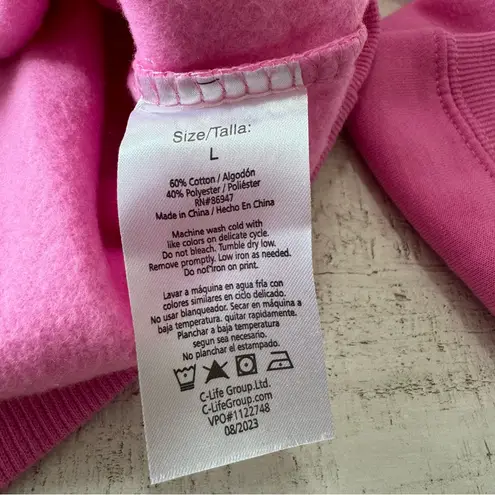 Size/Talla:
L
60% Cotton / Algodón
40% Polyester / Poliéster
RN#86947
Made in China / Hecho En China
Machine wash cold with
like colors on delicate cycle.
Do not bleach. Tumble dry low.
Remove promptly. Low iron as needed.
Do not iron on print.
Lavar a máquina en agua fría con
colores similares en ciclo delicado.
No usar blanqueador. Secar en máquina a
baja temperatura. quitar rapidamente.
Planchar a baja temperatura
segun sea necesario.
No planchar el estampado.
C-Life Group.Ltd.
C-LifeGroup.com
VPO#1122748
08/2023